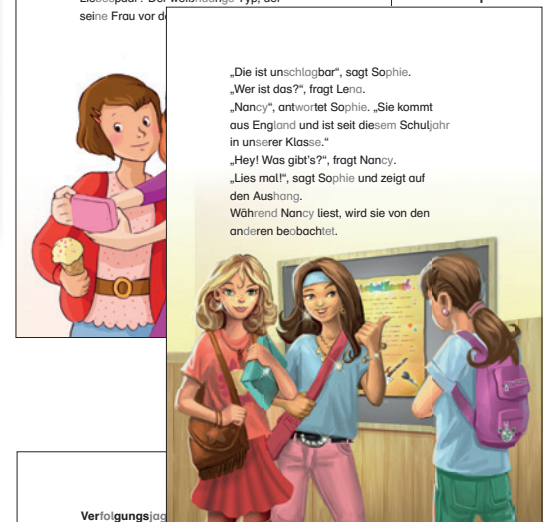 seine Frau vor
„Die ist unschlagbar“, sagt Sophie.
„Wer ist das?“, fragt Lena.
„Nancy“, antwortet Sophie. „Sie kommt
aus England und ist seit diesem Schuljahr
in unserer Klasse.“
„Hey! Was gibt's?“, fragt Nancy.
„Lies mal!“, sagt Sophie und zeigt auf
den Aushang.
Während Nancy liest, wird sie von den
anderen beobachtet.